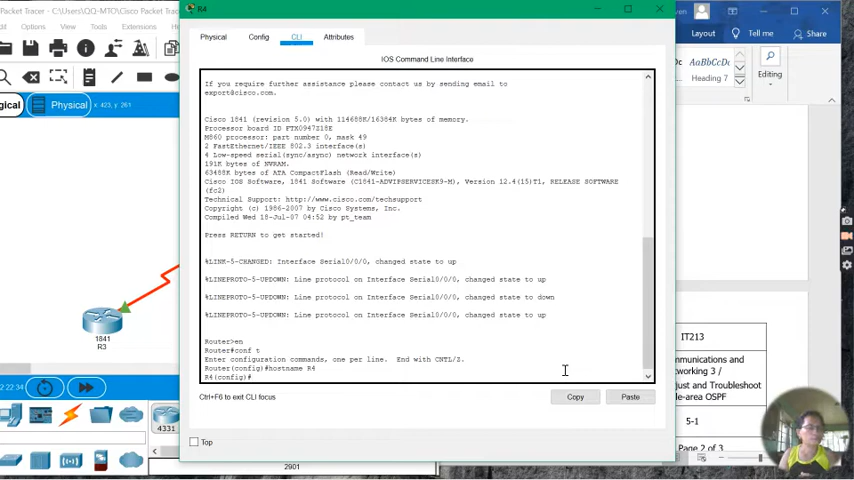 Packet Tracer - C:\Users\QQ-MTO\Cisco Packet Trac
R4
Edit
Options
View
Tools
Extensions
Physical
Config
CLI
Attributes
Layout
Tell me
Share
IOS Command Line Interface
AaBbCc
Heading 7
Editing
Physical
x: 423, y: 261
If you require further assistance please contact us by sending email to
export@cisco.com.
Cisco 1841 (revision 5.0) with 114688K/16384K bytes of memory.
Processor board ID FTX0947Z18E
M860 processor: part number 0, mask 49
2 FastEthernet/IEEE 802.3 interface(s)
4 Low-speed serial(sync/async) network interface(s)
191K bytes of NVRAM.
63488K bytes of ATA CompactFlash (Read/Write)
Cisco IOS Software, 1841 Software (C1841-ADVIPSERVICESK9-M), Version 12.4(15)T1, RELEASE SOFTWARE
(fc2)
Technical Support: http://www.cisco.com/techsupport
Copyright (c) 1986-2007 by Cisco Systems, Inc.
Compiled Wed 18-Jul-07 04:52 by pt_team
Press RETURN to get started!
%LINK-5-CHANGED: Interface Serial0/0/0, changed state to up
%LINEPROTO-5-UPDOWN: Line protocol on Interface Serial0/0/0, changed state to up
%LINEPROTO-5-UPDOWN: Line protocol on Interface Serial0/0/0, changed state to down
%LINEPROTO-5-UPDOWN: Line protocol on Interface Serial0/0/0, changed state to up
Router>en
Router#conf t
Enter configuration commands, one per line. End with CNTL/Z.
Router(config)#hostname R4
R4(config)#
Ctrl+F6 to exit CLI focus
Copy
Paste
Top
1841
R3
22:34
4331
2901
IT213
mmunications and
etworking 3 /
just and Troubleshoot
le-area OSPF
5-1
Page 2 of 3